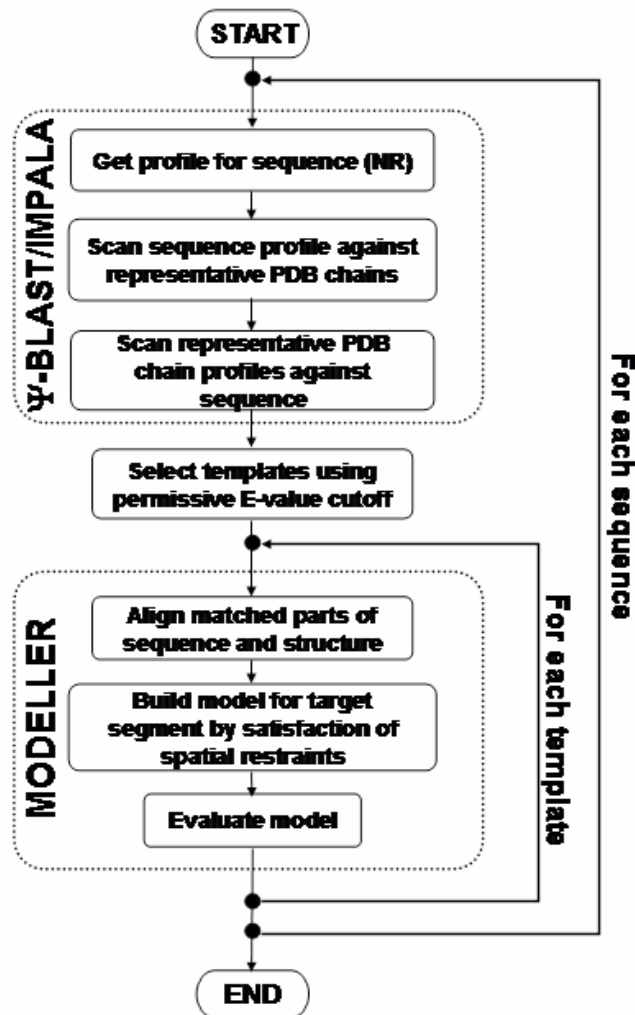 START
Ψ-BLAST/IMPALA
Get profile for sequence (NR)
Scan sequence profile against
representative PDB chains
Scan representative PDB
chain profiles against
sequence
Select templates using
permissive E-value cutoff
MODELLER
Align matched parts of
sequence and structure
Build model for target
segment by satisfaction of
spatial restraints
Evaluate model
For each template
For each sequence
END